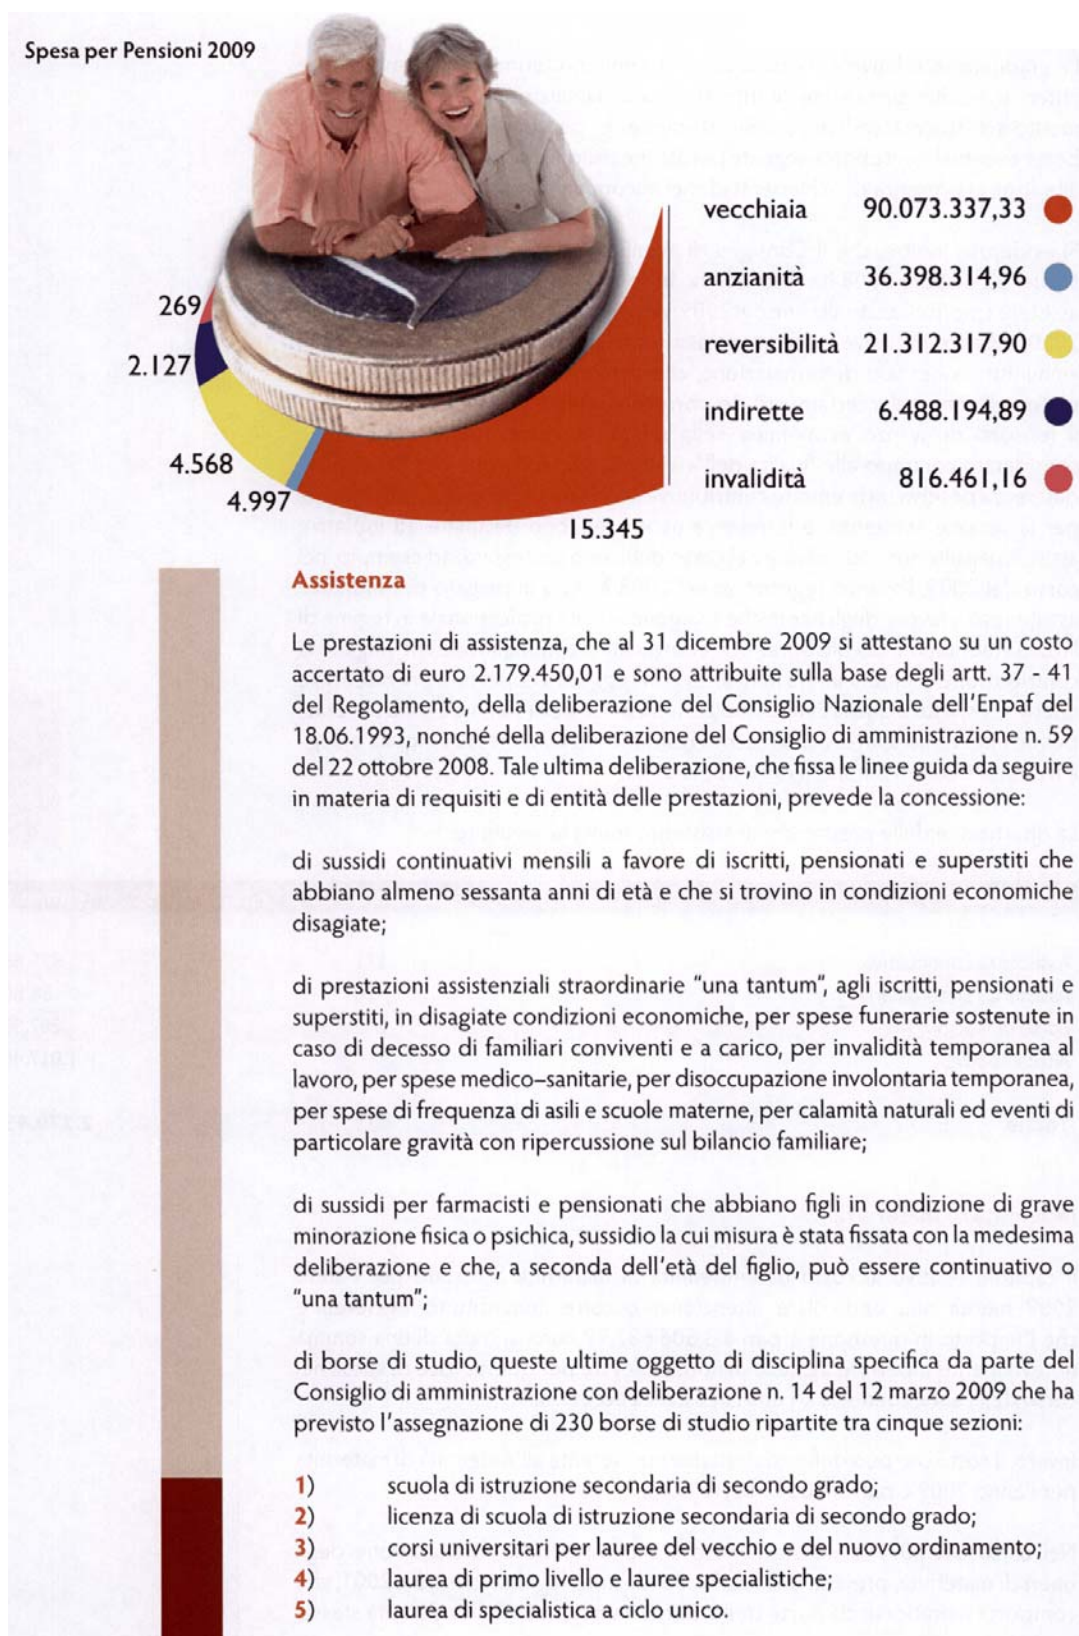 Spesa per Pensioni 2009
vecchiaia 90.073.337,33
anzianità 36.398.314,96
reversibilità 21.312.317,90
indirette 6.488.194,89
invalidità 816.461,16
269
2.127
4.568
4.997
15.345
Assistenza
Le prestazioni di assistenza, che al 31 dicembre 2009 si attestano su un costo
accertato di euro 2.179.450,01 e sono attribuite sulla base degli artt. 37 - 41
del Regolamento, della deliberazione del Consiglio Nazionale dell'Enpaf del
18.06.1993, nonché della deliberazione del Consiglio di amministrazione n. 59
del 22 ottobre 2008. Tale ultima deliberazione, che fissa le linee guida da seguire
in materia di requisiti e di entità delle prestazioni, prevede la concessione:
di sussidi continuativi mensili a favore di iscritti, pensionati e superstiti che
abbiano almeno sessanta anni di età e che si trovino in condizioni economiche
disagiate;
di prestazioni assistenziali straordinarie "una tantum", agli iscritti, pensionati e
superstiti, in disagiate condizioni economiche, per spese funerarie sostenute in
caso di decesso di familiari conviventi e a carico, per invalidità temporanea al
lavoro, per spese medico–sanitarie, per disoccupazione involontaria temporanea,
per spese di frequenza di asili e scuole materne, per calamità naturali ed eventi di
particolare gravità con ripercussione sul bilancio familiare;
di sussidi per farmacisti e pensionati che abbiano figli in condizione di grave
minorazione fisica o psichica, sussidio la cui misura è stata fissata con la medesima
deliberazione e che, a seconda dell'età del figlio, può essere continuativo o
"una tantum";
di borse di studio, queste ultime oggetto di disciplina specifica da parte del
Consiglio di amministrazione con deliberazione n. 14 del 12 marzo 2009 che ha
previsto l'assegnazione di 230 borse di studio ripartite tra cinque sezioni:
1) scuola di istruzione secondaria di secondo grado;
2) licenza di scuola di istruzione secondaria di secondo grado;
3) corsi universitari per lauree del vecchio e del nuovo ordinamento;
4) laurea di primo livello e lauree specialistiche;
5) laurea di specialistica a ciclo unico.